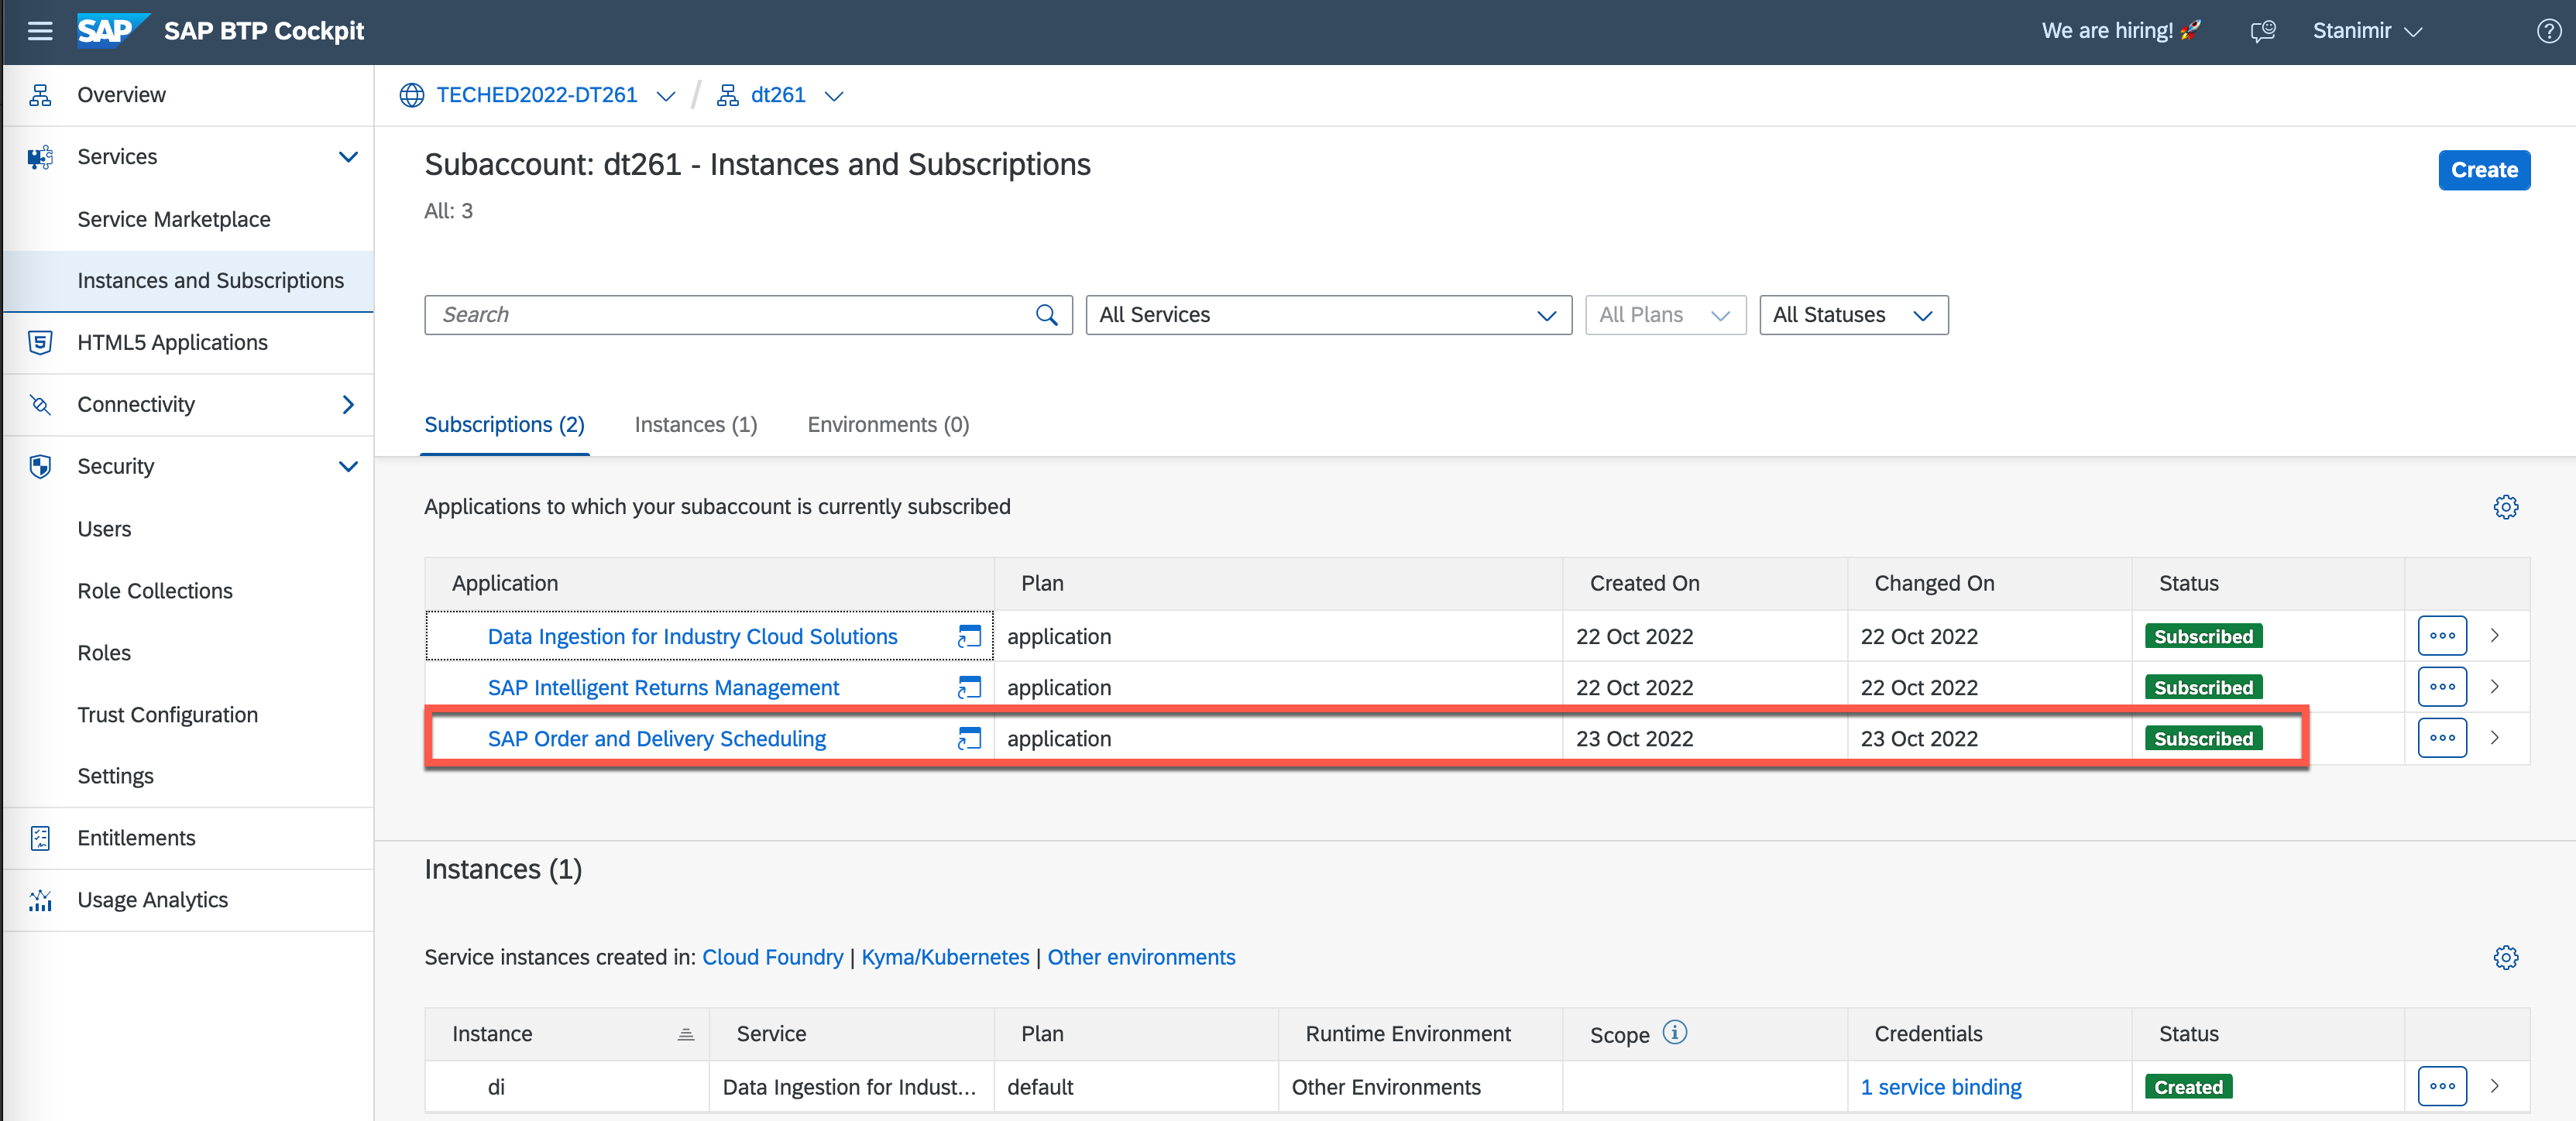 SAP SAP BTP Cockpit We are hiring! 🚀 Stanimir
Overview
Services
Service Marketplace
Instances and Subscriptions
HTML5 Applications
Connectivity
Security
Users
Role Collections
Roles
Trust Configuration
Settings
Entitlements
Usage Analytics
TECHED2022-DT261 / dt261
Subaccount: dt261 - Instances and Subscriptions
Create
All: 3
Search All Services All Plans All Statuses
Subscriptions (2) Instances (1) Environments (0)
Applications to which your subaccount is currently subscribed
Application Plan Created On Changed On Status
Data Ingestion for Industry Cloud Solutions application 22 Oct 2022 22 Oct 2022 Subscribed
SAP Intelligent Returns Management application 22 Oct 2022 22 Oct 2022 Subscribed
SAP Order and Delivery Scheduling application 23 Oct 2022 23 Oct 2022 Subscribed
Instances (1)
Service instances created in: Cloud Foundry | Kyma/Kubernetes | Other environments
Instance Service Plan Runtime Environment Scope Credentials Status
di Data Ingestion for Indust... default Other Environments 1 service binding Created